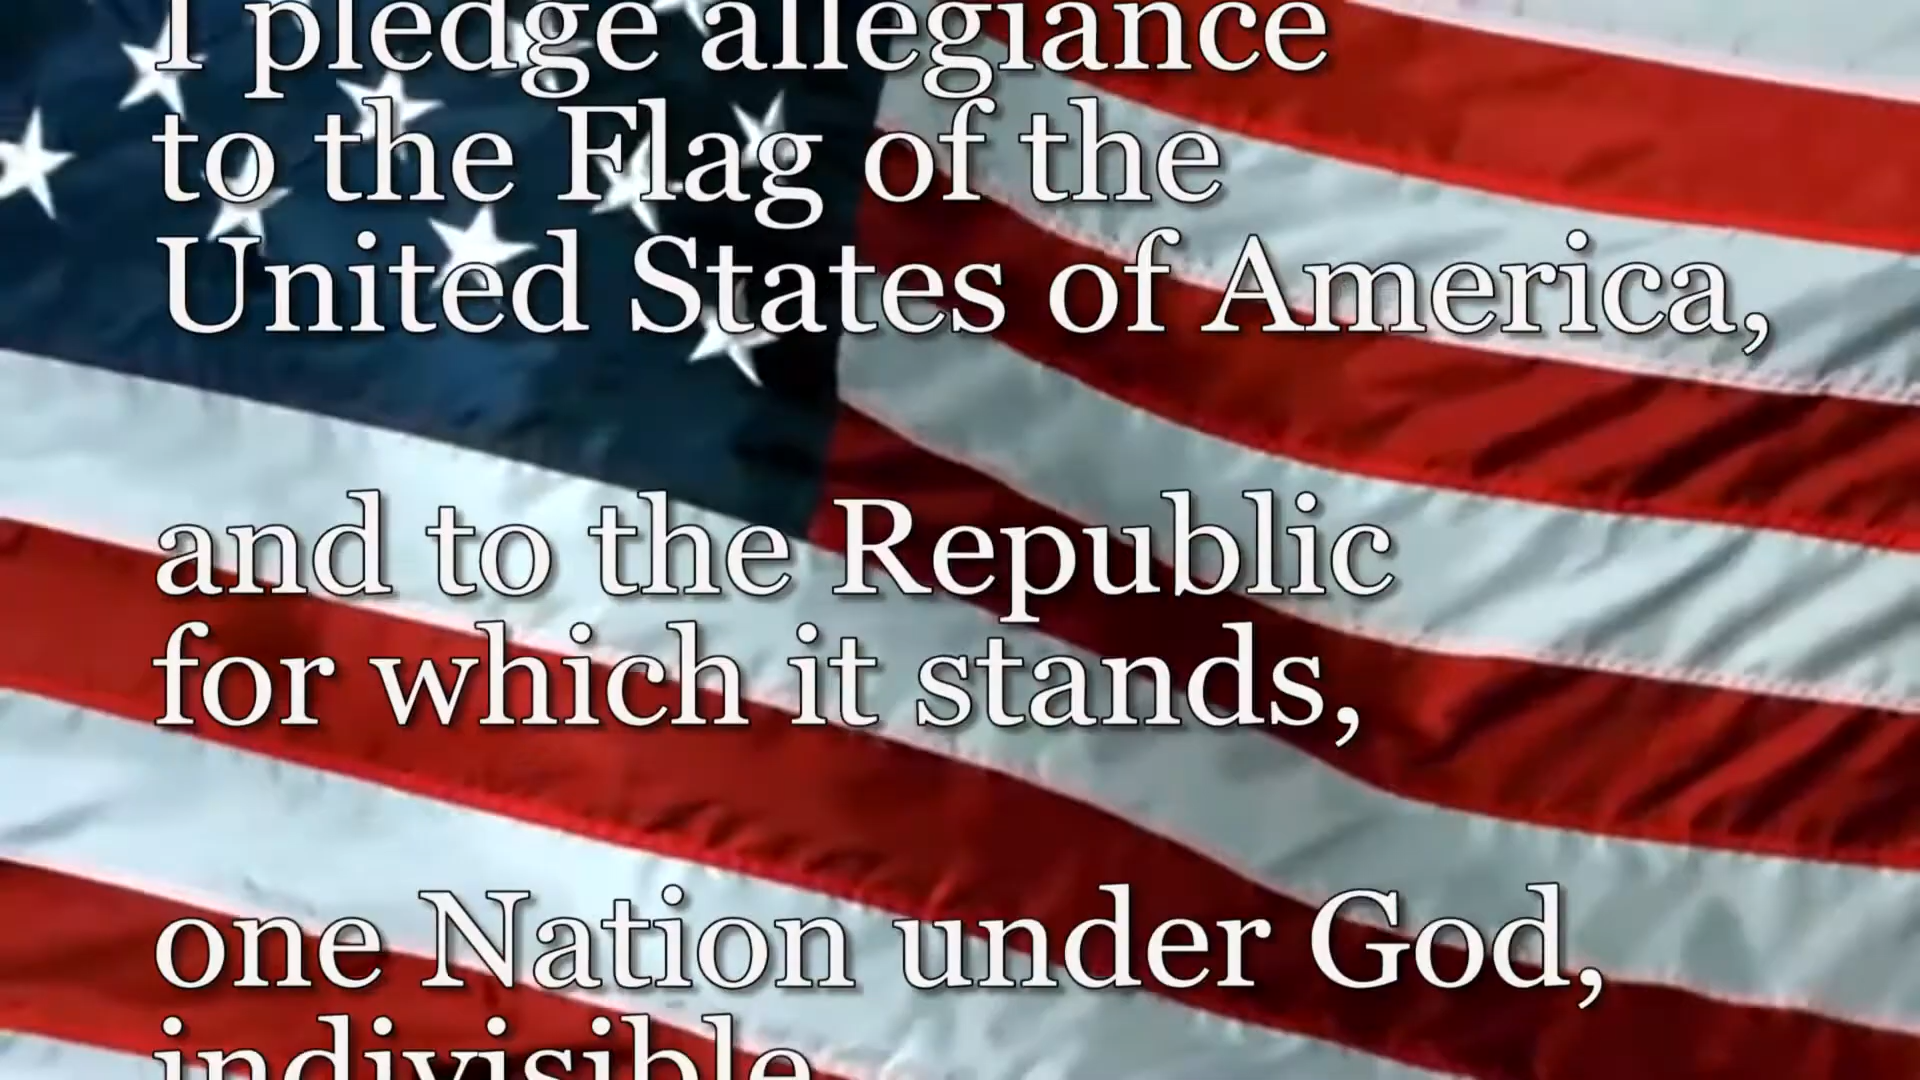 I pledge allegiance
to the Flag of the
United States of America,
and to the Republic
for which it stands,
one Nation under God,
indivisible